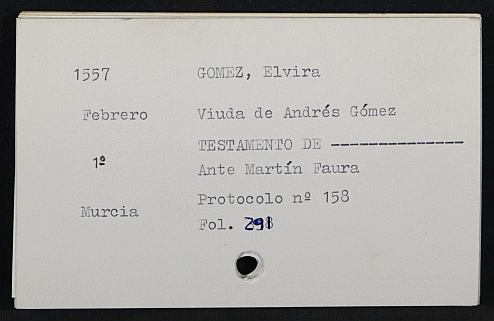 1557 GOMEZ, Elvira
Febrero Viuda de Andrés Gómez
TESTAMENTO DE ---------------
1º Ante Martín Faura
Protocolo nº 158
Murcia
Fol. 291